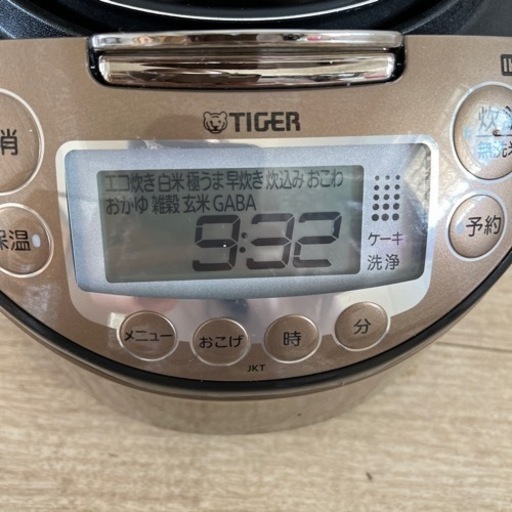 TIGER
エコ炊き 白米 極うま 早炊き 炊込み おこわ
おかゆ 雑穀 玄米 GABA
9:32
ケーキ
洗浄
消
保温
炊
無洗
予約
メニュー
おこげ
時
分
JKT